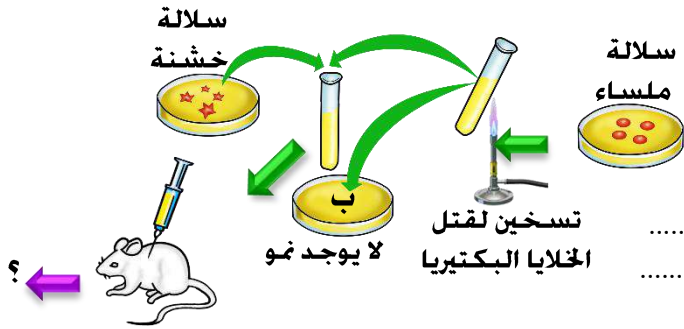 سلالة
خشنة
سلالة
ملساء
ب
لا يوجد نمو
تسخين لقتل
الخلايا البكتيريا
.....
......
؟